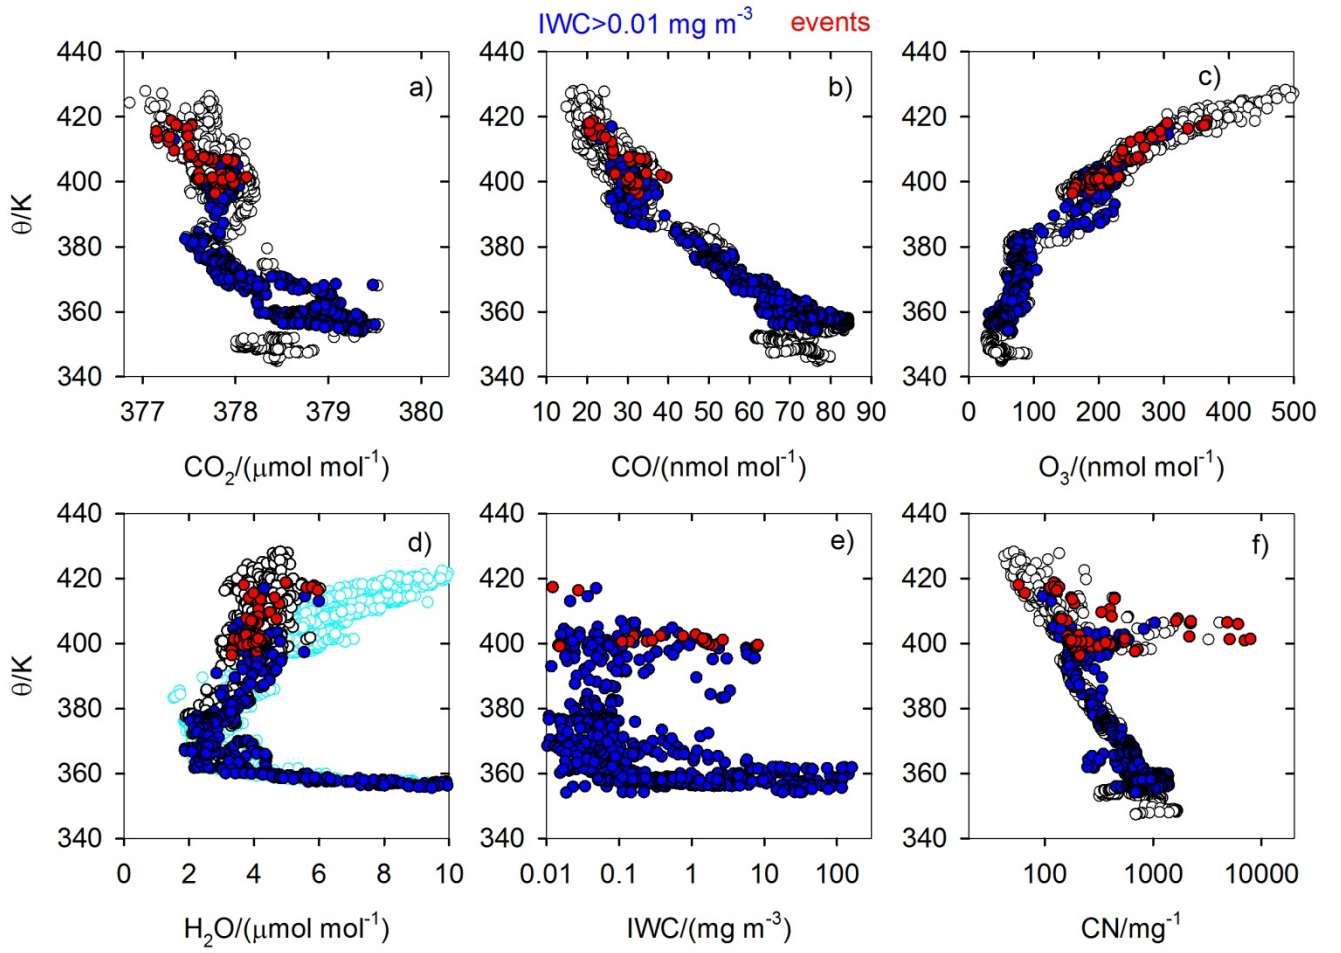 IWC>0.01 mg m⁻³ events
440
420
400
380
360
340
θ/K
a)
377 378 379 380
CO₂/(μmol mol⁻¹)
b)
440
420
400
380
360
340
10 20 30 40 50 60 70 80 90
CO/(nmol mol⁻¹)
c)
440
420
400
380
360
340
0 100 200 300 400 500
O₃/(nmol mol⁻¹)
d)
440
420
400
380
360
340
θ/K
0 2 4 6 8 10
H₂O/(μmol mol⁻¹)
e)
440
420
400
380
360
340
0.01 0.1 1 10 100
IWC/(mg m⁻³)
f)
440
420
400
380
360
340
100 1000 10000
CN/mg⁻¹